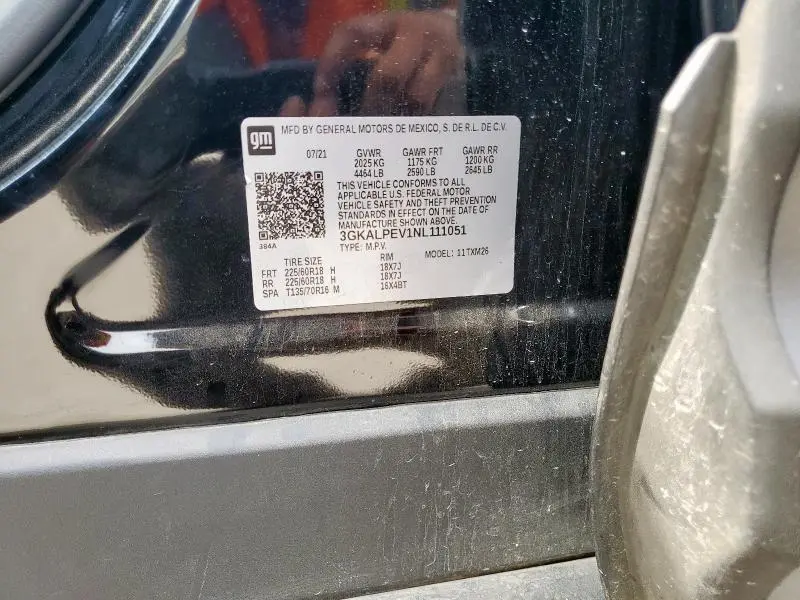 gm
MFD BY GENERAL MOTORS DE MEXICO, S. DE R.L. DE C.V.
07/21 GVWR GAWR FRT GAWR RR
2025 KG 1175 KG 1200 KG
4464 LB 2590 LB 2645 LB
THIS VEHICLE CONFORMS TO ALL
APPLICABLE U.S. FEDERAL MOTOR
VEHICLE SAFETY AND THEFT PREVENTION
STANDARDS IN EFFECT ON THE DATE OF
MANUFACTURE SHOWN ABOVE.
3GKALPEV1NL111051
384A TYPE: M.P.V.
MODEL: 11TXM26
TIRE SIZE RIM
FRT 225/60R18 H 18X7J
RR 225/60R18 H 18X7J
SPA T135/70R16 M 16X4BT